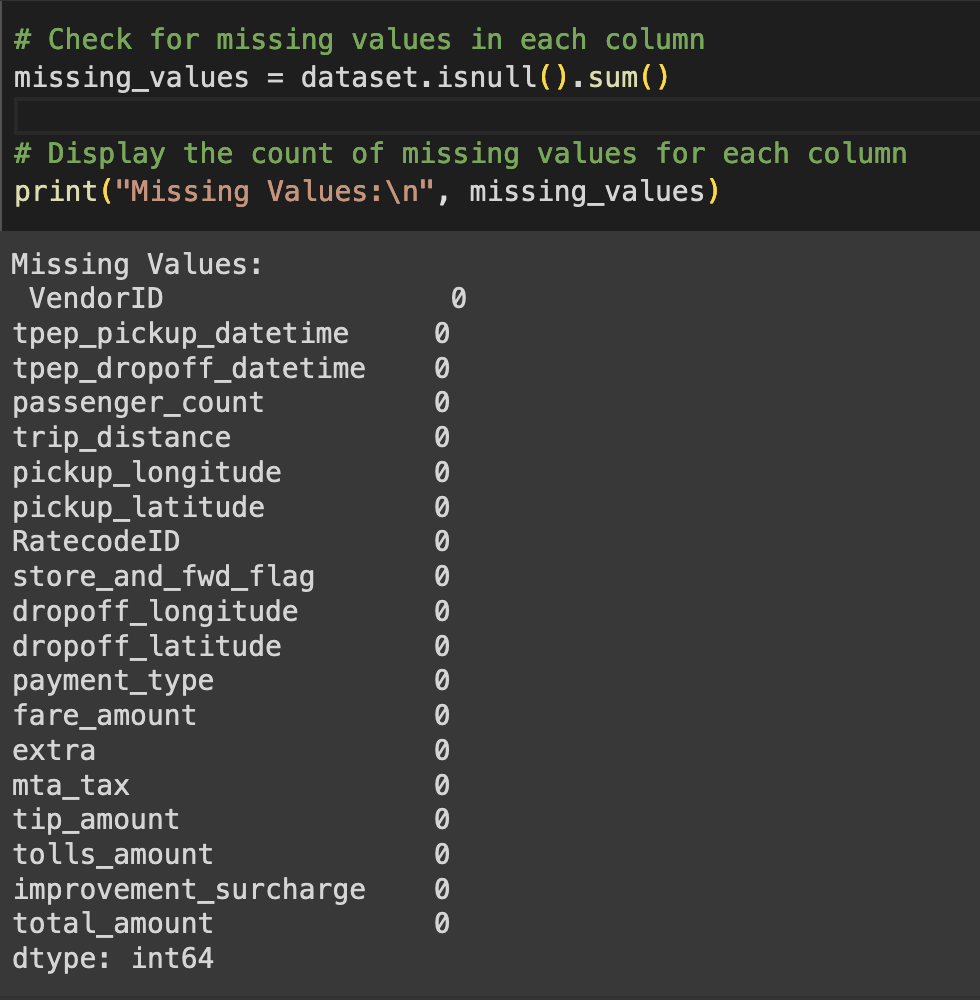 # Check for missing values in each column
missing_values = dataset.isnull().sum()
# Display the count of missing values for each column
print("Missing Values:\n", missing_values)
Missing Values:
 VendorID                 0
tpep_pickup_datetime     0
tpep_dropoff_datetime    0
passenger_count          0
trip_distance            0
pickup_longitude         0
pickup_latitude          0
RatecodeID               0
store_and_fwd_flag       0
dropoff_longitude        0
dropoff_latitude         0
payment_type             0
fare_amount              0
extra                    0
mta_tax                  0
tip_amount               0
tolls_amount             0
improvement_surcharge    0
total_amount             0
dtype: int64